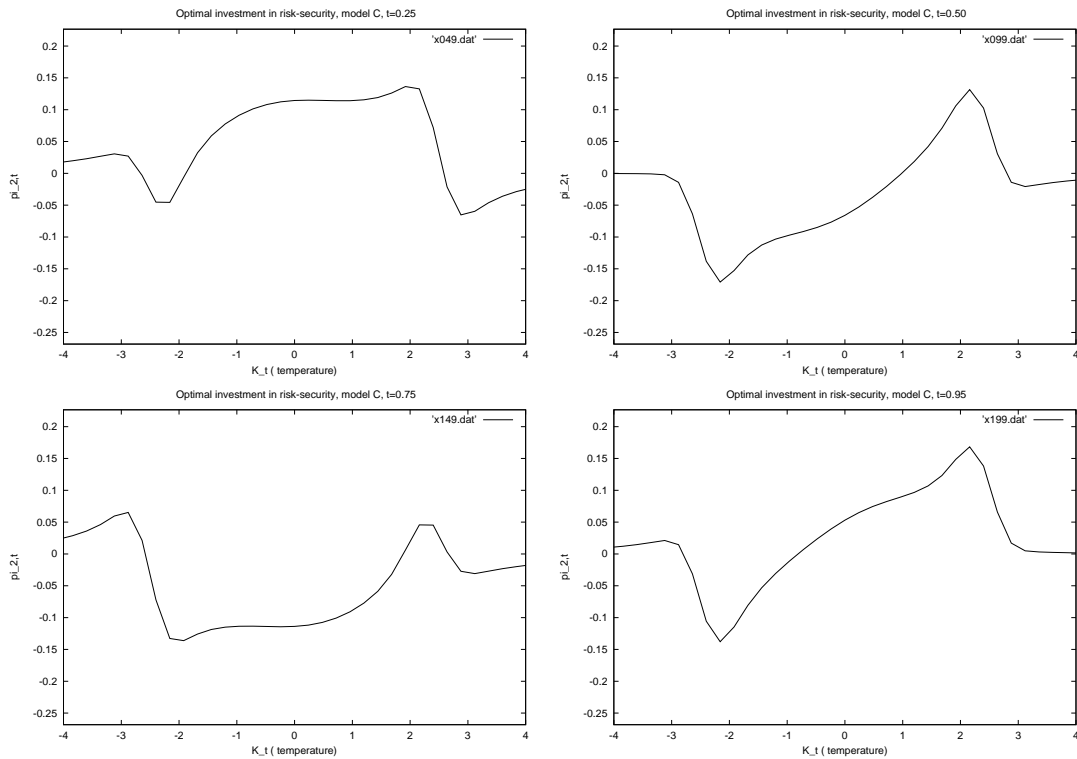 Optimal investment in risk-security, model C, t=0.25
'x049.dat'
0.2
0.15
0.1
0.05
0
-0.05
-0.1
-0.15
-0.2
-0.25
pi_2,t
-4 -3 -2 -1 0 1 2 3 4
K_t ( temperature)
Optimal investment in risk-security, model C, t=0.50
'x099.dat'
0.2
0.15
0.1
0.05
0
-0.05
-0.1
-0.15
-0.2
-0.25
pi_2,t
-4 -3 -2 -1 0 1 2 3 4
K_t ( temperature)
Optimal investment in risk-security, model C, t=0.75
'x149.dat'
0.2
0.15
0.1
0.05
0
-0.05
-0.1
-0.15
-0.2
-0.25
pi_2,t
-4 -3 -2 -1 0 1 2 3 4
K_t ( temperature)
Optimal investment in risk-security, model C, t=0.95
'x199.dat'
0.2
0.15
0.1
0.05
0
-0.05
-0.1
-0.15
-0.2
-0.25
pi_2,t
-4 -3 -2 -1 0 1 2 3 4
K_t ( temperature)